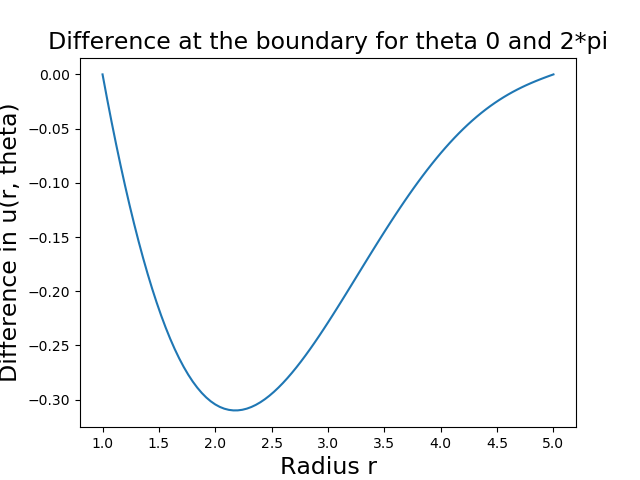 Difference at the boundary for theta 0 and 2*pi
Difference in u(r, theta)
0.00
−0.05
−0.10
−0.15
−0.20
−0.25
−0.30
1.0 1.5 2.0 2.5 3.0 3.5 4.0 4.5 5.0
Radius r